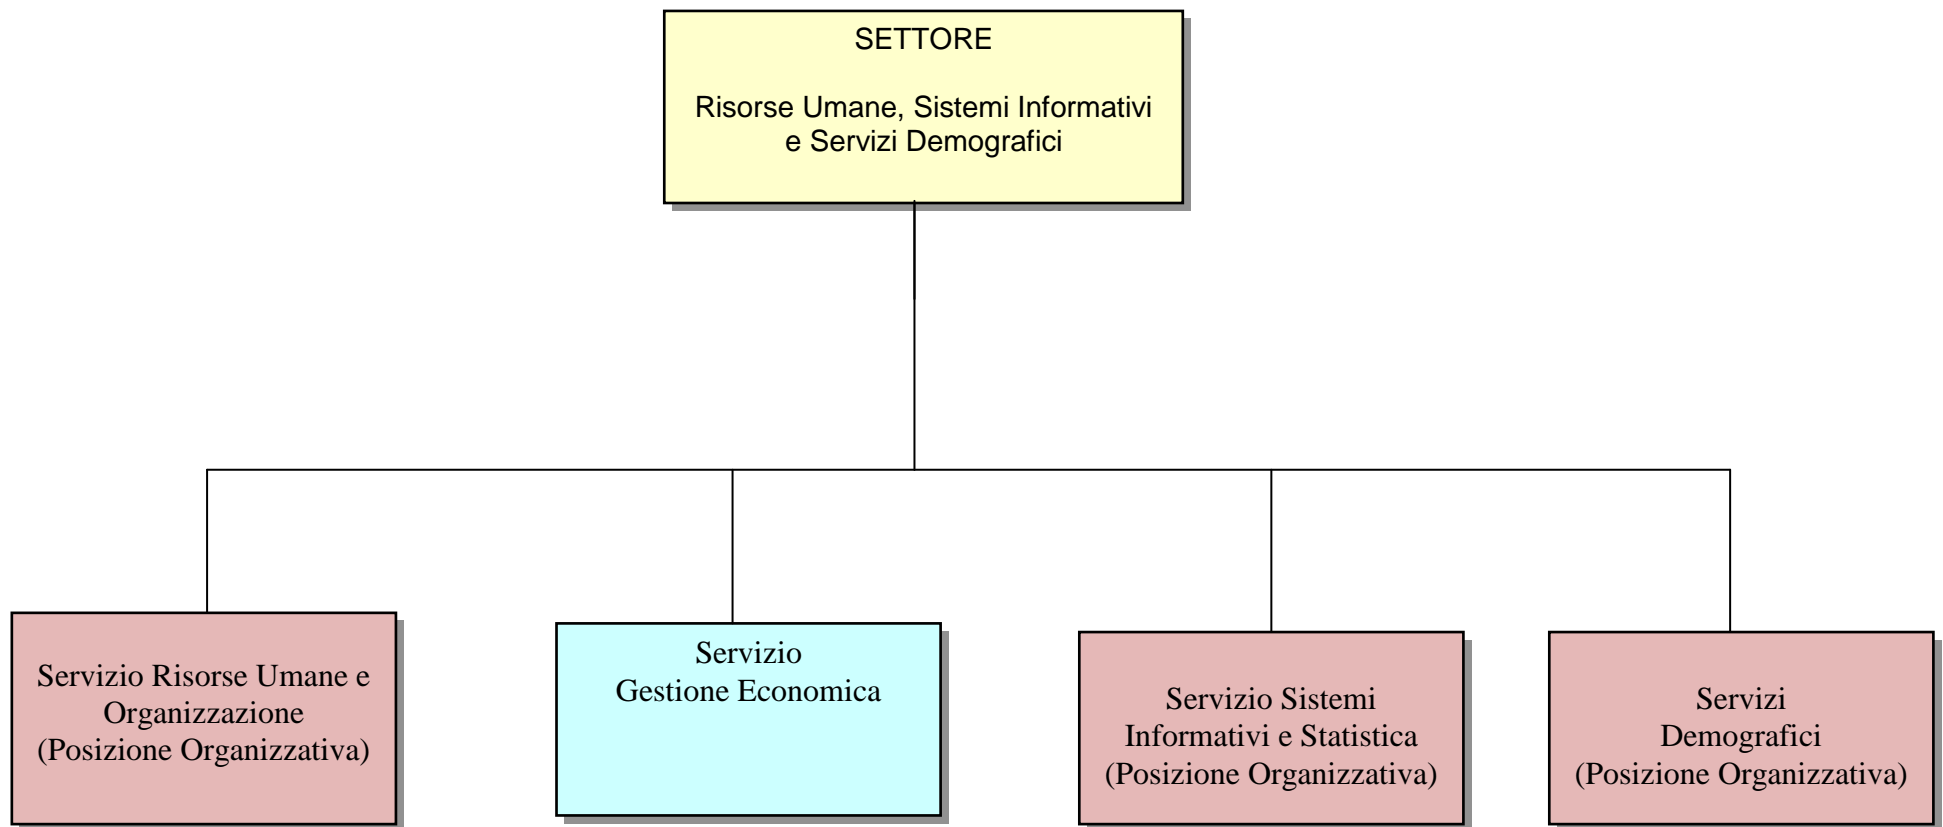 SETTORE
Risorse Umane, Sistemi Informativi
e Servizi Demografici
Servizio Risorse Umane e
Organizzazione
(Posizione Organizzativa)
Servizio
Gestione Economica
Servizio Sistemi
Informativi e Statistica
(Posizione Organizzativa)
Servizi
Demografici
(Posizione Organizzativa)